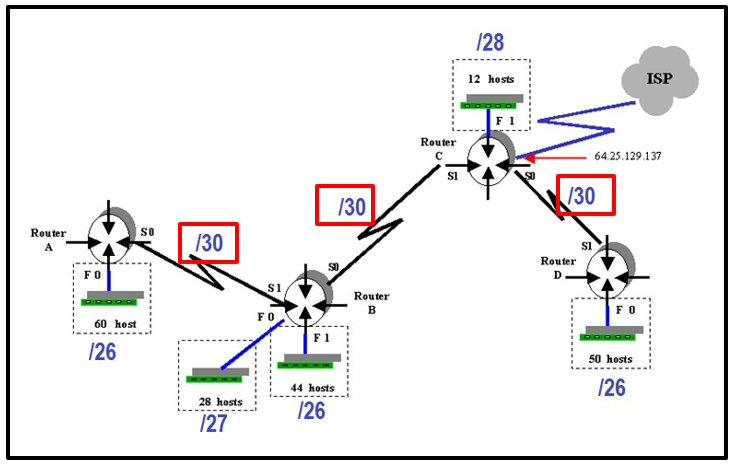 /28
12 hosts
ISP
F 1
Router
C
S1
S0
64.25.129.137
/30
/30
Router
A
S0
/30
F 0
60 host
/26
S0
S1
F 0
Router
B
F 1
28 hosts
/27
44 hosts
/26
S1
Router
D
F 0
50 hosts
/26